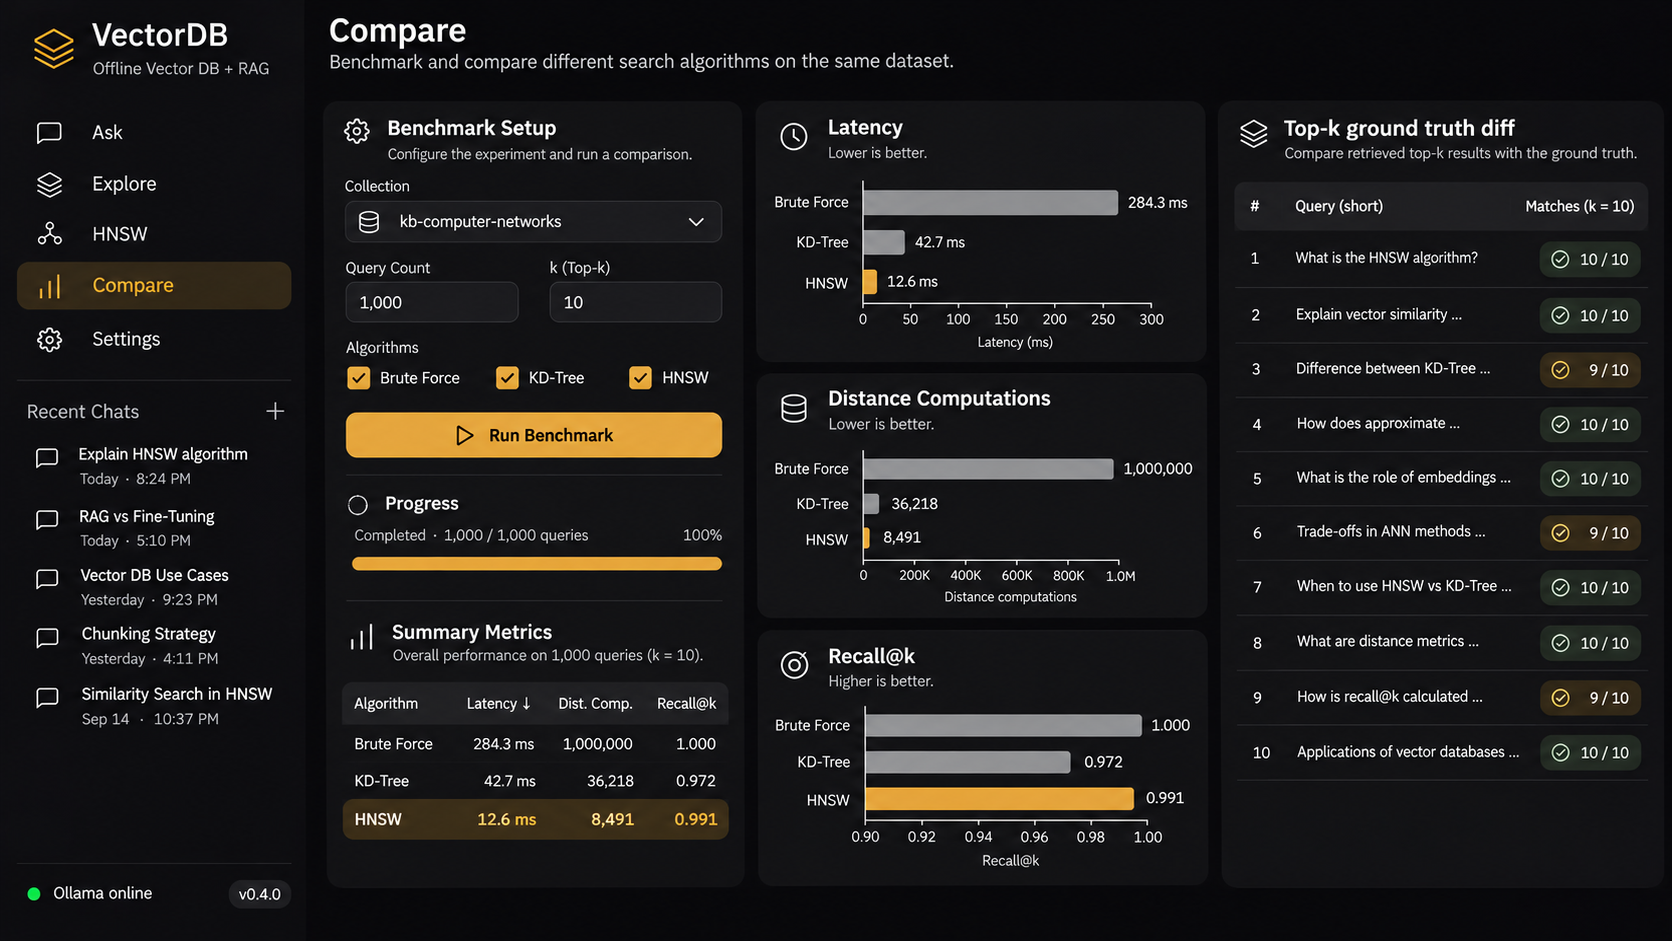 VectorDB
Offline Vector DB + RAG
Ask
Explore
HNSW
Compare
Settings
Recent Chats
Explain HNSW algorithm
Today · 8:24 PM
RAG vs Fine-Tuning
Today · 5:10 PM
Vector DB Use Cases
Yesterday · 9:23 PM
Chunking Strategy
Yesterday · 4:11 PM
Similarity Search in HNSW
Sep 14 · 10:37 PM
Ollama online
v0.4.0
Compare
Benchmark and compare different search algorithms on the same dataset.
Benchmark Setup
Configure the experiment and run a comparison.
Collection
kb-computer-networks
Query Count
k (Top-k)
1,000
10
Algorithms
Brute Force
KD-Tree
HNSW
Run Benchmark
Progress
Completed · 1,000 / 1,000 queries 100%
Summary Metrics
Overall performance on 1,000 queries (k = 10).
Algorithm Latency ↓ Dist. Comp. Recall@k
Brute Force 284.3 ms 1,000,000 1.000
KD-Tree 42.7 ms 36,218 0.972
HNSW 12.6 ms 8,491 0.991
Latency
Lower is better.
Brute Force 284.3 ms
KD-Tree 42.7 ms
HNSW 12.6 ms
0 50 100 150 200 250 300
Latency (ms)
Distance Computations
Lower is better.
Brute Force 1,000,000
KD-Tree 36,218
HNSW 8,491
0 200K 400K 600K 800K 1.0M
Distance computations
Recall@k
Higher is better.
Brute Force 1.000
KD-Tree 0.972
HNSW 0.991
0.90 0.92 0.94 0.96 0.98 1.00
Recall@k
Top-k ground truth diff
Compare retrieved top-k results with the ground truth.
# Query (short) Matches (k = 10)
1 What is the HNSW algorithm? 10 / 10
2 Explain vector similarity ... 10 / 10
3 Difference between KD-Tree ... 9 / 10
4 How does approximate ... 10 / 10
5 What is the role of embeddings ... 10 / 10
6 Trade-offs in ANN methods ... 9 / 10
7 When to use HNSW vs KD-Tree ... 10 / 10
8 What are distance metrics ... 10 / 10
9 How is recall@k calculated ... 9 / 10
10 Applications of vector databases ... 10 / 10